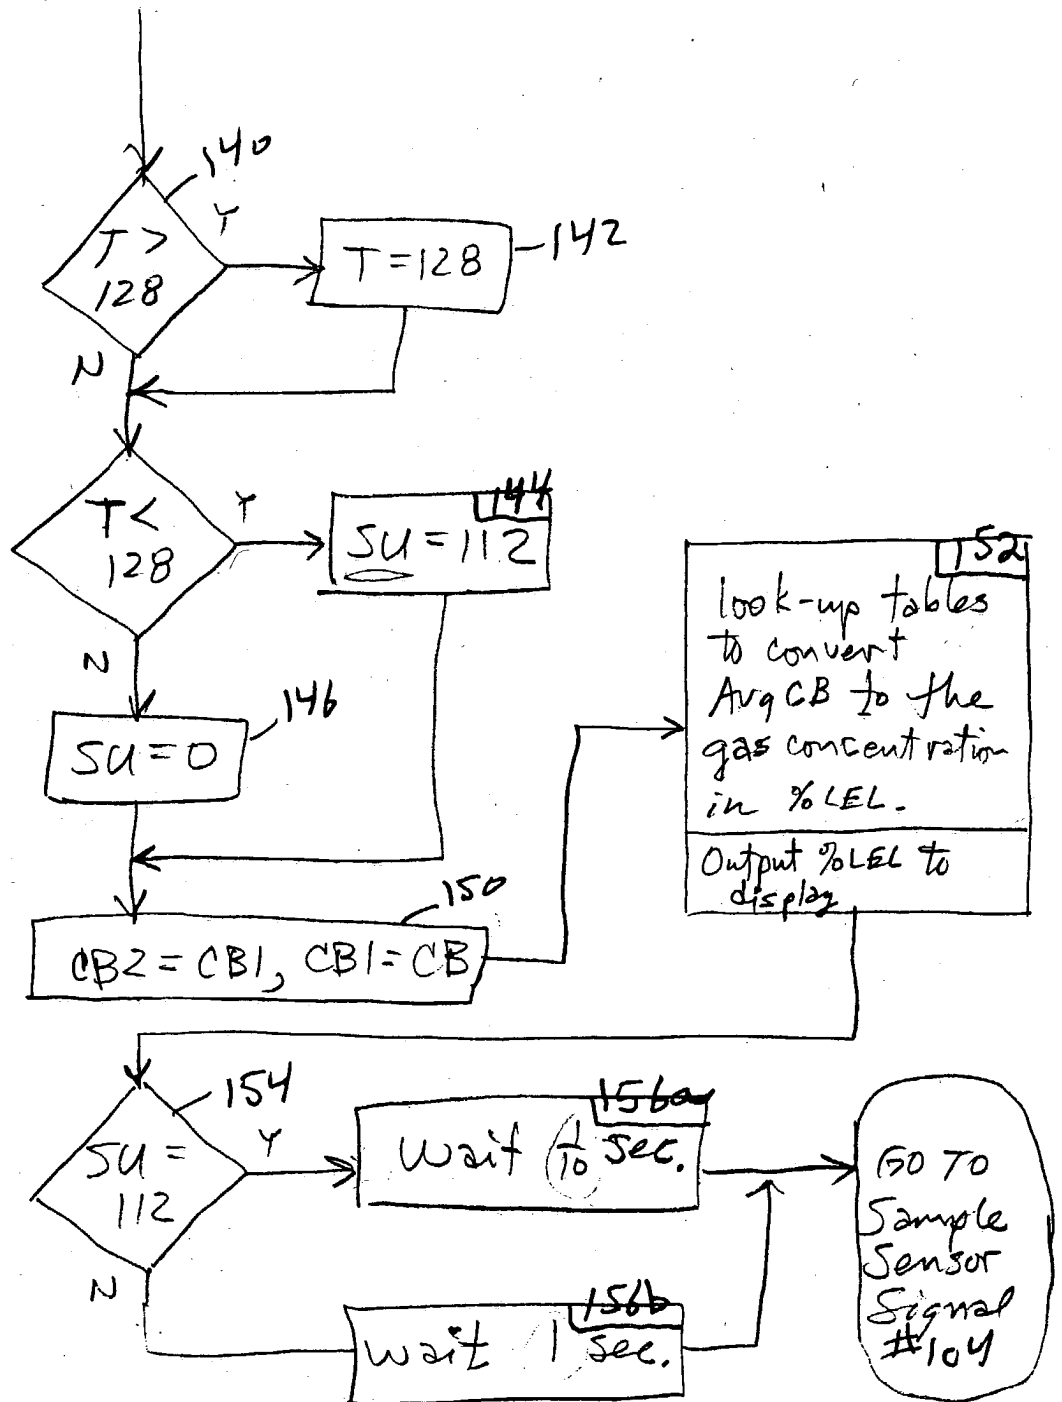 140
T >
128
Y
T = 128
142
N
T <
128
Y
144
SU = 112
N
SU = 0
146
150
CB2 = CB1, CB1 = CB
152
look-up tables
to convert
Avg CB to the
gas concentration
in % LEL.
Output % LEL to
display
154
SU =
112
Y
156a
Wait 1/10 sec.
N
156b
Wait 1 sec.
GO TO
Sample
Sensor
Signal
#104